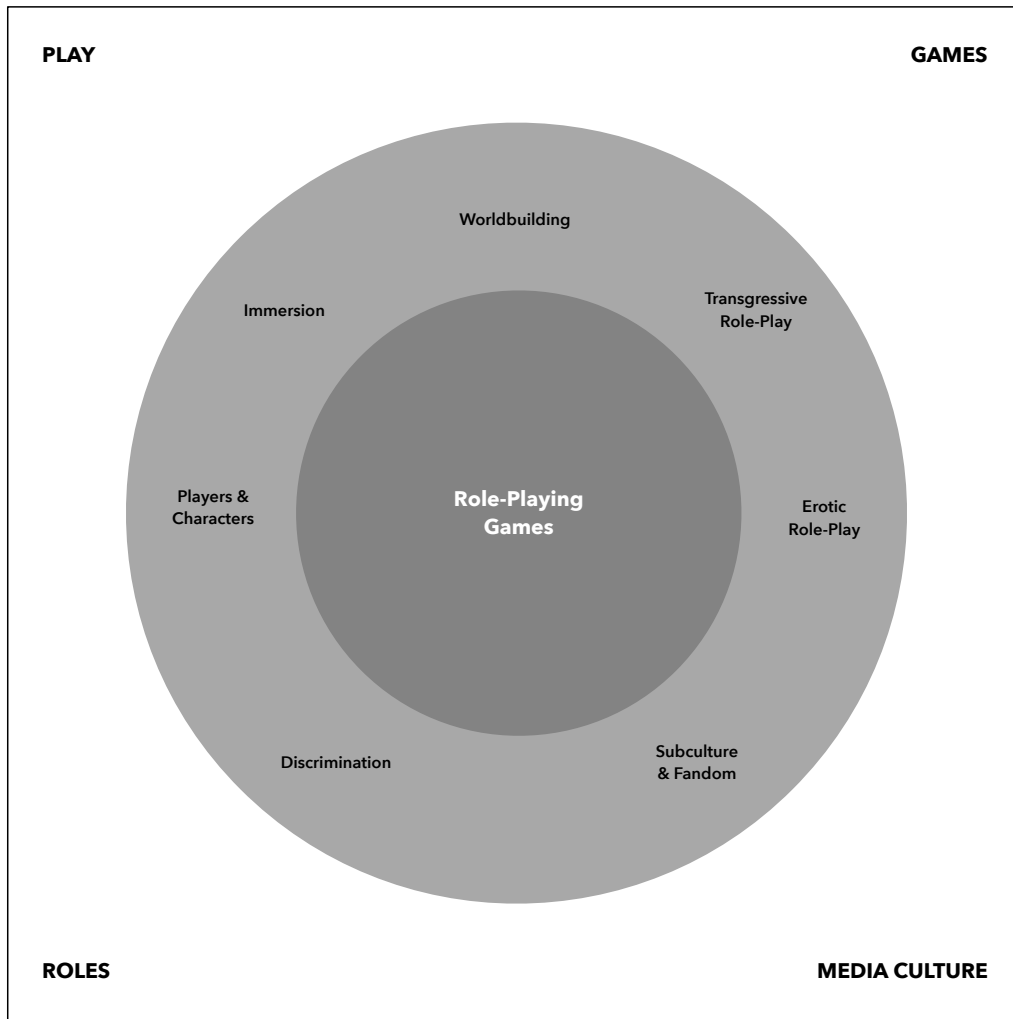 PLAY
GAMES
Worldbuilding
Immersion
Transgressive
Role-Play
Players &
Characters
Role-Playing
Games
Erotic
Role-Play
Discrimination
Subculture
& Fandom
ROLES
MEDIA CULTURE